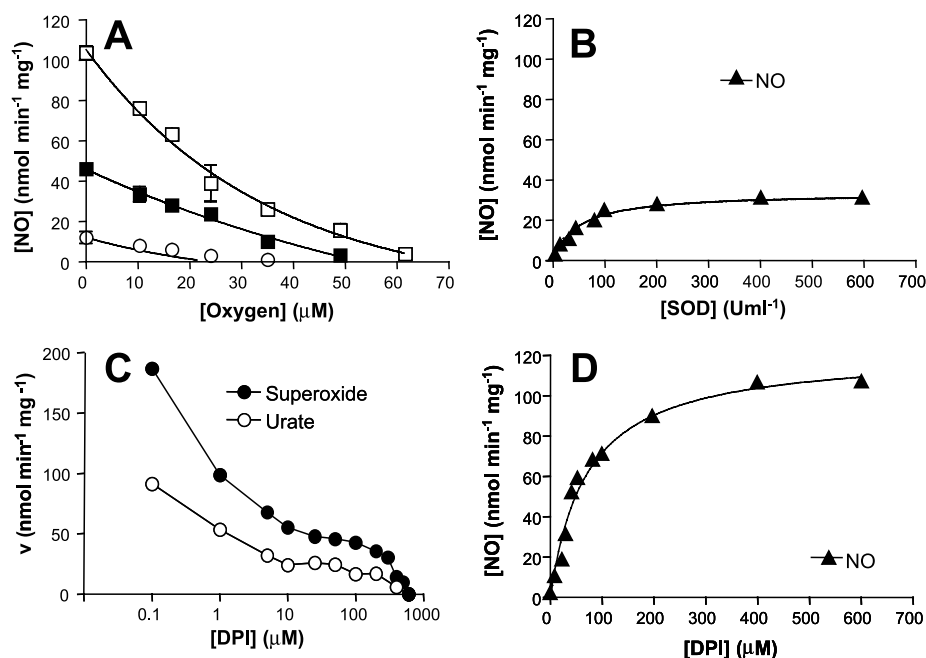 A
[NO] (nmol min-1 mg-1)
120
100
80
60
40
20
0
0 10 20 30 40 50 60 70
[Oxygen] (μM)
B
[NO] (nmol min-1 mg-1)
120
100
80
60
40
20
0
NO
0 100 200 300 400 500 600 700
[SOD] (Uml-1)
C
v (nmol min-1 mg-1)
200
150
100
50
0
Superoxide
Urate
0.1 1 10 100 1000
[DPI] (μM)
D
[NO] (nmol min-1 mg-1)
120
100
80
60
40
20
0
NO
0 100 200 300 400 500 600 700
[DPI] (μM)